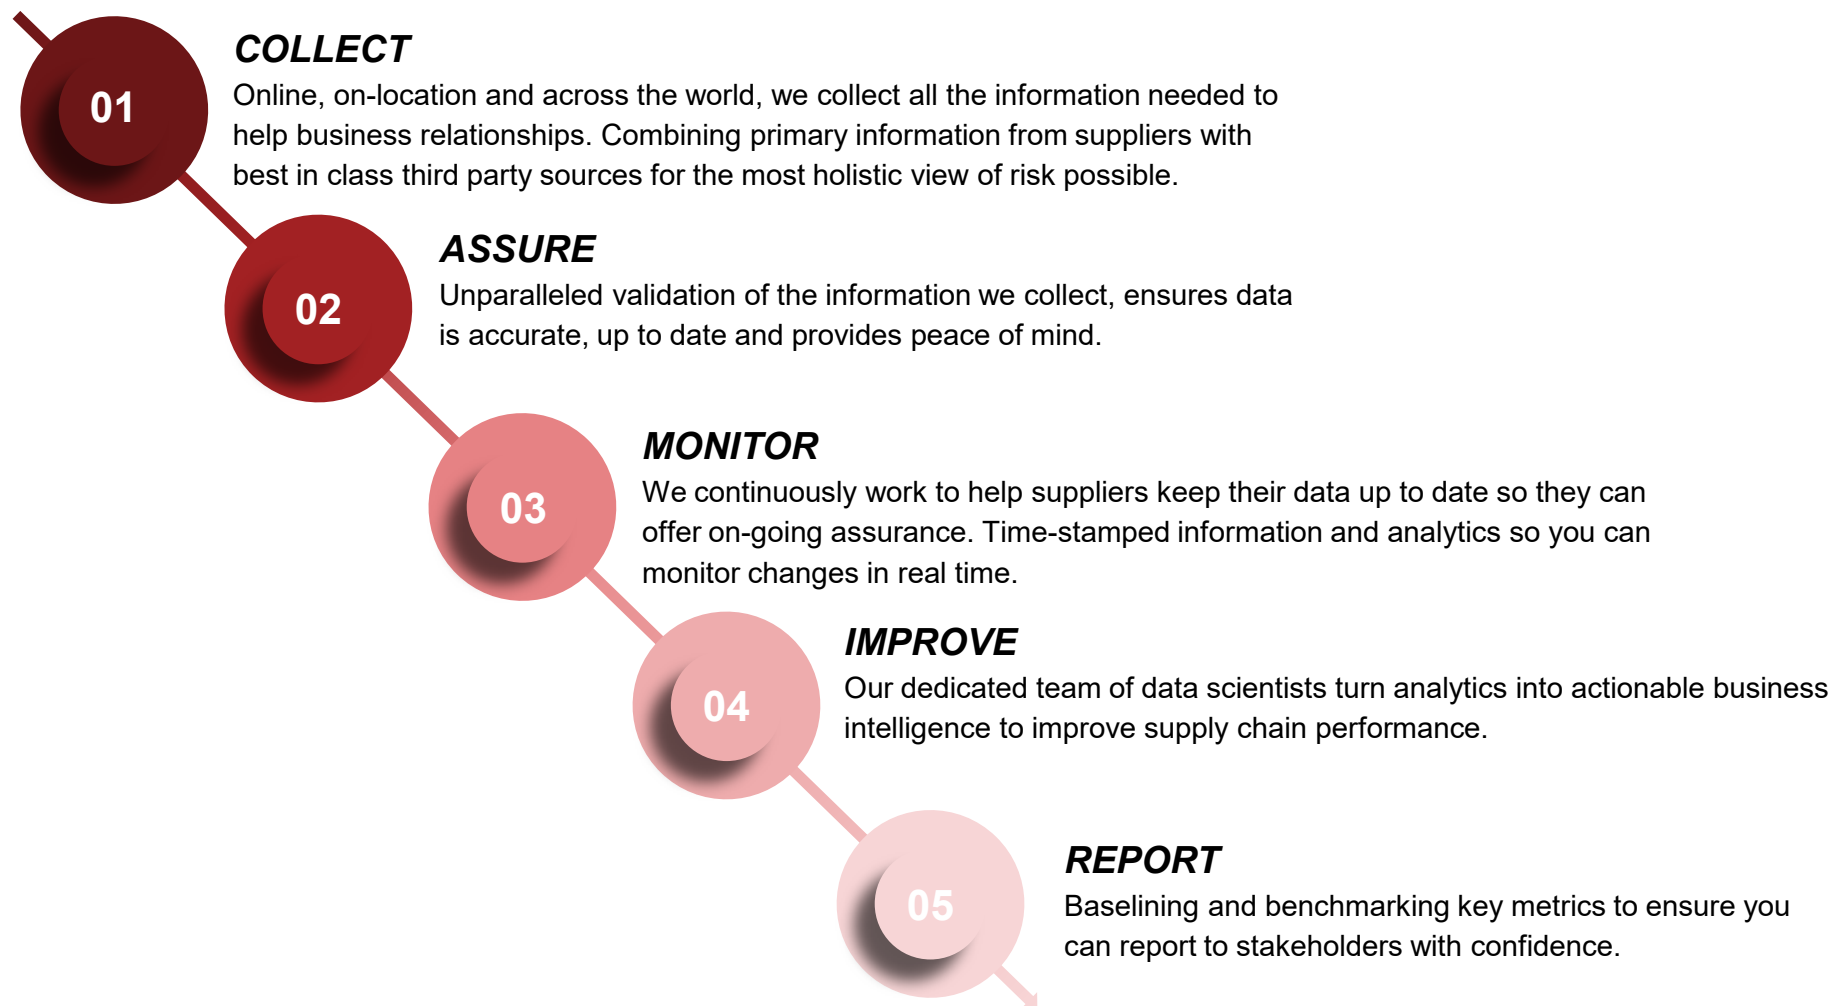 01
COLLECT
Online, on-location and across the world, we collect all the information needed to
help business relationships. Combining primary information from suppliers with
best in class third party sources for the most holistic view of risk possible.
02
ASSURE
Unparalleled validation of the information we collect, ensures data
is accurate, up to date and provides peace of mind.
03
MONITOR
We continuously work to help suppliers keep their data up to date so they can
offer on-going assurance. Time-stamped information and analytics so you can
monitor changes in real time.
04
IMPROVE
Our dedicated team of data scientists turn analytics into actionable business
intelligence to improve supply chain performance.
05
REPORT
Baselining and benchmarking key metrics to ensure you
can report to stakeholders with confidence.